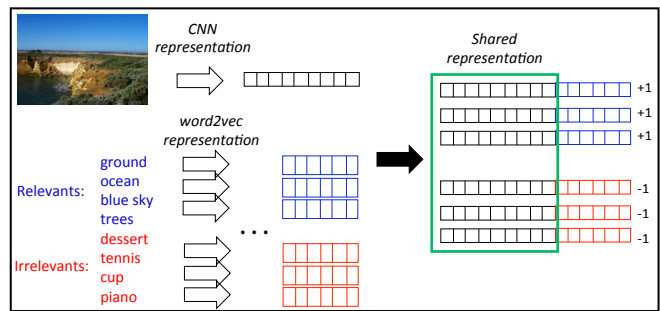 CNN
representation
Shared
representation
+1
+1
+1
word2vec
representation
ground
ocean
Relevants:
blue sky
trees
dessert
-1
-1
-1
. . .
tennis
Irrelevants:
cup
piano